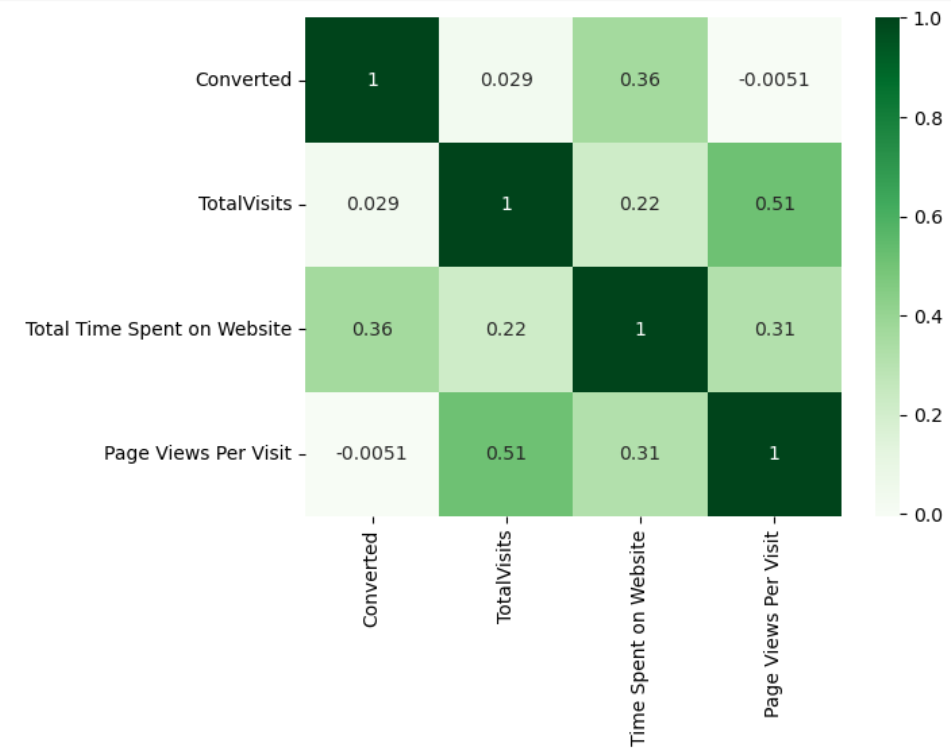 1.0
Converted 1 0.029 0.36 -0.0051
0.8
TotalVisits 0.029 1 0.22 0.51
0.6
0.4
Total Time Spent on Website 0.36 0.22 1 0.31
0.2
Page Views Per Visit -0.0051 0.51 0.31 1
0.0
Converted
TotalVisits
Time Spent on Website
Page Views Per Visit